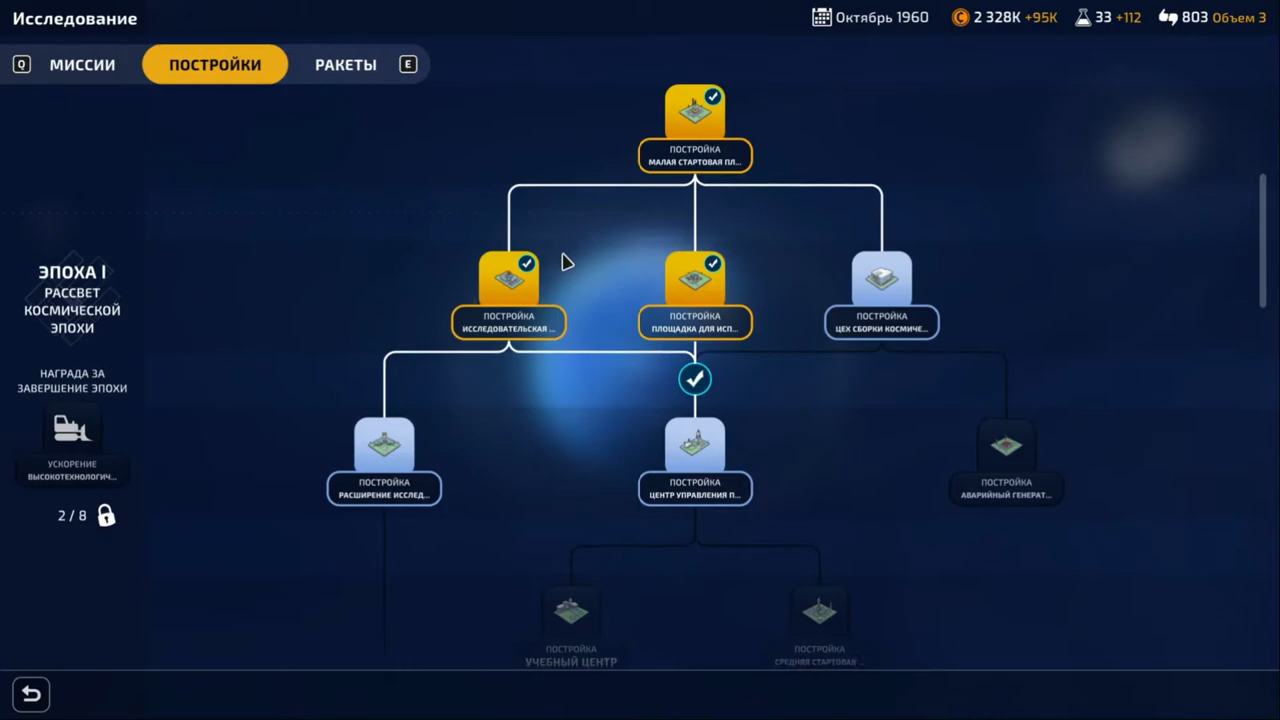 Исследование
Октябрь 1960
2 328K +95K
33 +112
803 Объем 3
Q МИССИИ ПОСТРОЙКИ РАКЕТЫ E
ПОСТРОЙКА
МАЛАЯ СТАРТОВАЯ ПЛ...
ПОСТРОЙКА
ИССЛЕДОВАТЕЛЬСКАЯ ...
ПОСТРОЙКА
ПЛОЩАДКА ДЛЯ ИСП...
ПОСТРОЙКА
ЦЕХ СБОРКИ КОСМИЧЕ...
ЭПОХА I
РАССВЕТ
КОСМИЧЕСКОЙ
ЭПОХИ
НАГРАДА ЗА
ЗАВЕРШЕНИЕ ЭПОХИ
УСКОРЕНИЕ
ВЫСОКОТЕХНОЛОГИЧ...
2 / 8
ПОСТРОЙКА
РАСШИРЕНИЕ ИССЛЕД...
ПОСТРОЙКА
ЦЕНТР УПРАВЛЕНИЯ П...
ПОСТРОЙКА
АВАРИЙНЫЙ ГЕНЕРАТ...
ПОСТРОЙКА
УЧЕБНЫЙ ЦЕНТР
ПОСТРОЙКА
СРЕДНЯЯ СТАРТОВАЯ ...